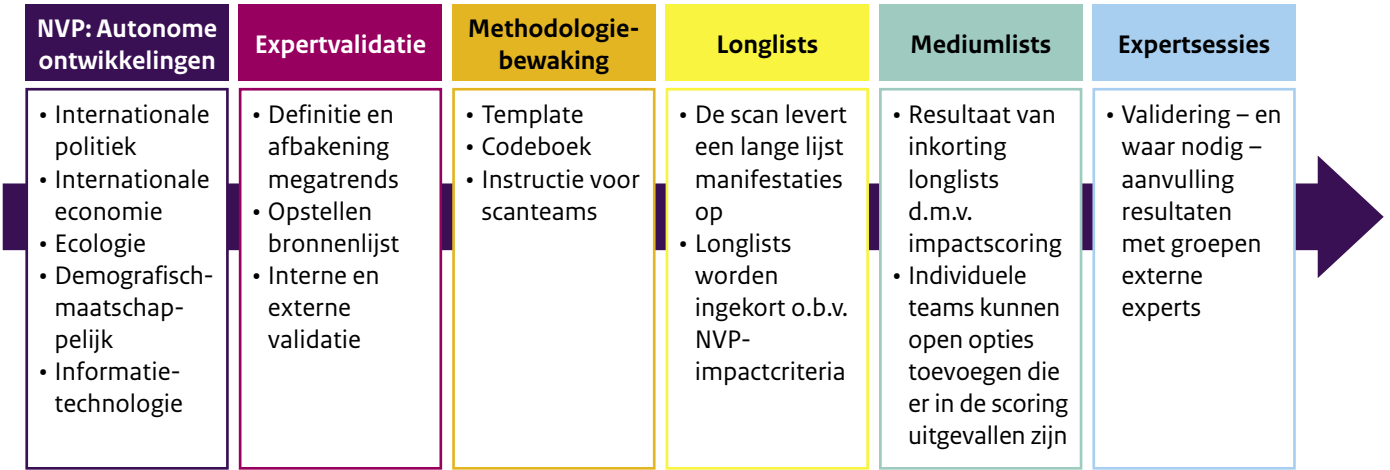 NVP: Autonome
ontwikkelingen
• Internationale
politiek
• Internationale
economie
• Ecologie
• Demografisch-
maatschap-
pelijk
• Informatie-
technologie
Expertvalidatie
• Definitie en
afbakening
megatrends
• Opstellen
bronnenlijst
• Interne en
externe
validatie
Methodologie-
bewaking
• Template
• Codeboek
• Instructie voor
scanteams
Longlists
• De scan levert
een lange lijst
manifestaties
op
• Longlists
worden
ingekort o.b.v.
NVP-
impactcriteria
Mediumlists
• Resultaat van
inkorting
longlists
d.m.v.
impactscoring
• Individuele
teams kunnen
open opties
toevoegen die
er in de scoring
uitgevallen zijn
Expertsessies
• Validering – en
waar nodig –
aanvulling
resultaten
met groepen
externe
experts